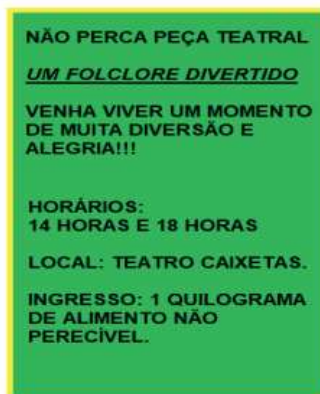 NÃO PERCA PEÇA TEATRAL
UM FOLCLORE DIVERTIDO
VENHA VIVER UM MOMENTO
DE MUITA DIVERSÃO E
ALEGRIA!!!
HORÁRIOS:
14 HORAS E 18 HORAS
LOCAL: TEATRO CAIXETAS.
INGRESSO: 1 QUILOGRAMA
DE ALIMENTO NÃO
PERECÍVEL.